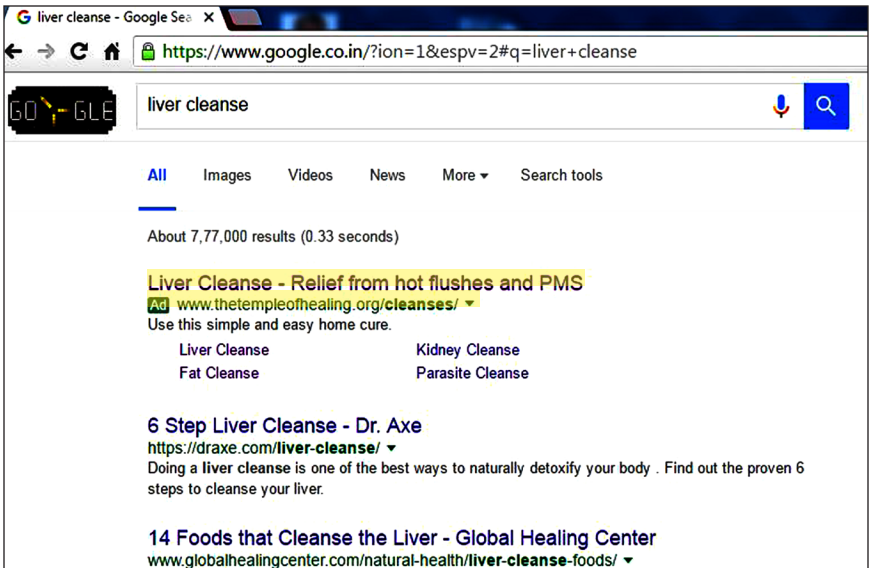 liver cleanse - Google Sea
https://www.google.co.in/?ion=1&espv=2#q=liver+cleanse
GO GLE
liver cleanse
All Images Videos News More Search tools
About 7,77,000 results (0.33 seconds)
Liver Cleanse - Relief from hot flushes and PMS
Ad www.thetempleofhealing.org/cleanses/
Use this simple and easy home cure.
Liver Cleanse Kidney Cleanse
Fat Cleanse Parasite Cleanse
6 Step Liver Cleanse - Dr. Axe
https://draxe.com/liver-cleanse/
Doing a liver cleanse is one of the best ways to naturally detoxify your body . Find out the proven 6
steps to cleanse your liver.
14 Foods that Cleanse the Liver - Global Healing Center
www.globalhealingcenter.com/natural-health/liver-cleanse-foods/